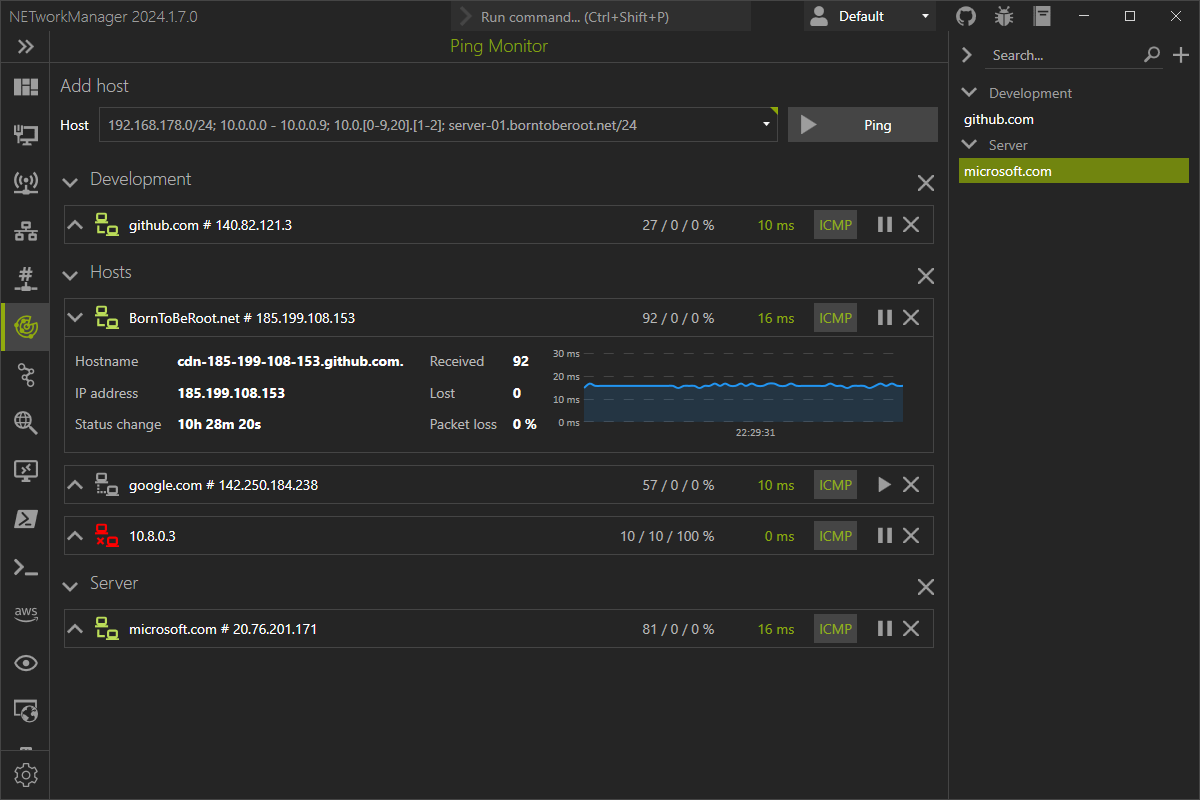 NETworkManager 2024.1.7.0
Run command... (Ctrl+Shift+P)
Default
Ping Monitor
Add host
Host
192.168.178.0/24; 10.0.0.0 - 10.0.0.9; 10.0.[0-9,20].[1-2]; server-01.borntoberoot.net/24
Ping
Development
github.com # 140.82.121.3 27 / 0 / 0 % 10 ms ICMP
Hosts
BornToBeRoot.net # 185.199.108.153 92 / 0 / 0 % 16 ms ICMP
Hostname cdn-185-199-108-153.github.com. Received 92
IP address 185.199.108.153 Lost 0
Status change 10h 28m 20s Packet loss 0 %
30 ms
20 ms
10 ms
0 ms
22:29:31
google.com # 142.250.184.238 57 / 0 / 0 % 10 ms ICMP
10.8.0.3 10 / 10 / 100 % 0 ms ICMP
Server
microsoft.com # 20.76.201.171 81 / 0 / 0 % 16 ms ICMP
Search...
Development
github.com
Server
microsoft.com
#
aws